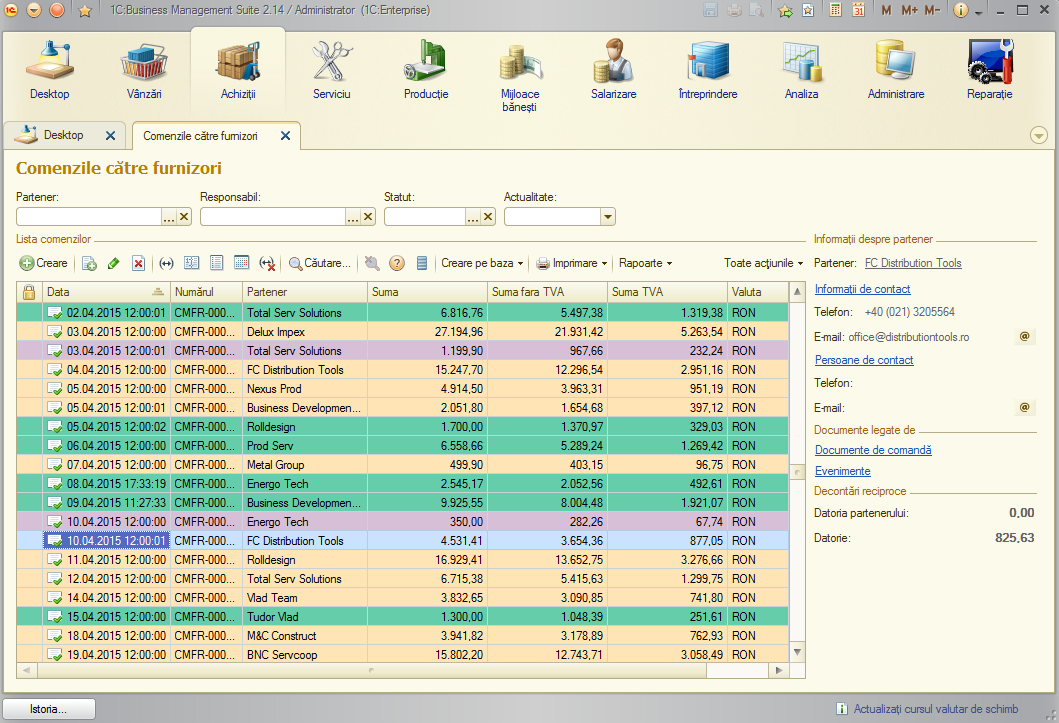 1C:Business Management Suite 2.14 / Administrator (1C:Enterprise)
M M+ M-
Desktop Vânzări Achiziții Serviciu Producție Mijloace bănești Salarizare Întreprindere Analiza Administrare Reparație
Desktop Comenzile către furnizori
Comenzile către furnizori
Partener: Responsabil: Statut: Actualitate:
Lista comenzilor
Creare Căutare... Creare pe baza Imprimare Rapoarte Toate acțiunile
Data Numărul Partener Suma Suma fara TVA Suma TVA Valuta
02.04.2015 12:00:01 CMFR-000... Total Serv Solutions 6.816,76 5.497,38 1.319,38 RON
03.04.2015 12:00:00 CMFR-000... Delux Impex 27.194,96 21.931,42 5.263,54 RON
03.04.2015 12:00:01 CMFR-000... Total Serv Solutions 1.199,90 967,66 232,24 RON
04.04.2015 12:00:00 CMFR-000... FC Distribution Tools 15.247,70 12.296,54 2.951,16 RON
05.04.2015 12:00:00 CMFR-000... Nexus Prod 4.914,50 3.963,31 951,19 RON
05.04.2015 12:00:01 CMFR-000... Business Developmen... 2.051,80 1.654,68 397,12 RON
05.04.2015 12:00:02 CMFR-000... Rolldesign 1.700,00 1.370,97 329,03 RON
06.04.2015 12:00:00 CMFR-000... Prod Serv 6.558,66 5.289,24 1.269,42 RON
07.04.2015 12:00:00 CMFR-000... Metal Group 499,90 403,15 96,75 RON
08.04.2015 17:33:19 CMFR-000... Energo Tech 2.545,17 2.052,56 492,61 RON
09.04.2015 11:27:33 CMFR-000... Business Developmen... 9.925,55 8.004,48 1.921,07 RON
10.04.2015 12:00:00 CMFR-000... Energo Tech 350,00 282,26 67,74 RON
10.04.2015 12:00:01 CMFR-000... FC Distribution Tools 4.531,41 3.654,36 877,05 RON
11.04.2015 12:00:00 CMFR-000... Rolldesign 16.929,41 13.652,75 3.276,66 RON
12.04.2015 12:00:00 CMFR-000... Total Serv Solutions 6.715,38 5.415,63 1.299,75 RON
14.04.2015 12:00:00 CMFR-000... Vlad Team 3.832,65 3.090,85 741,80 RON
15.04.2015 12:00:00 CMFR-000... Tudor Vlad 1.300,00 1.048,39 251,61 RON
18.04.2015 12:00:00 CMFR-000... M&C Construct 3.941,82 3.178,89 762,93 RON
19.04.2015 12:00:00 CMFR-000... BNC Servcoop 15.802,20 12.743,71 3.058,49 RON
Informații despre partener
Partener: FC Distribution Tools
Informații de contact
Telefon: +40 (021) 3205564
E-mail: office@distributiontools.ro @
Persoane de contact
Telefon:
E-mail: @
Documente legate de
Documente de comandă
Evenimente
Decontări reciproce
Datoria partenerului: 0,00
Datorie: 825,63
Istoria... Actualizați cursul valutar de schimb